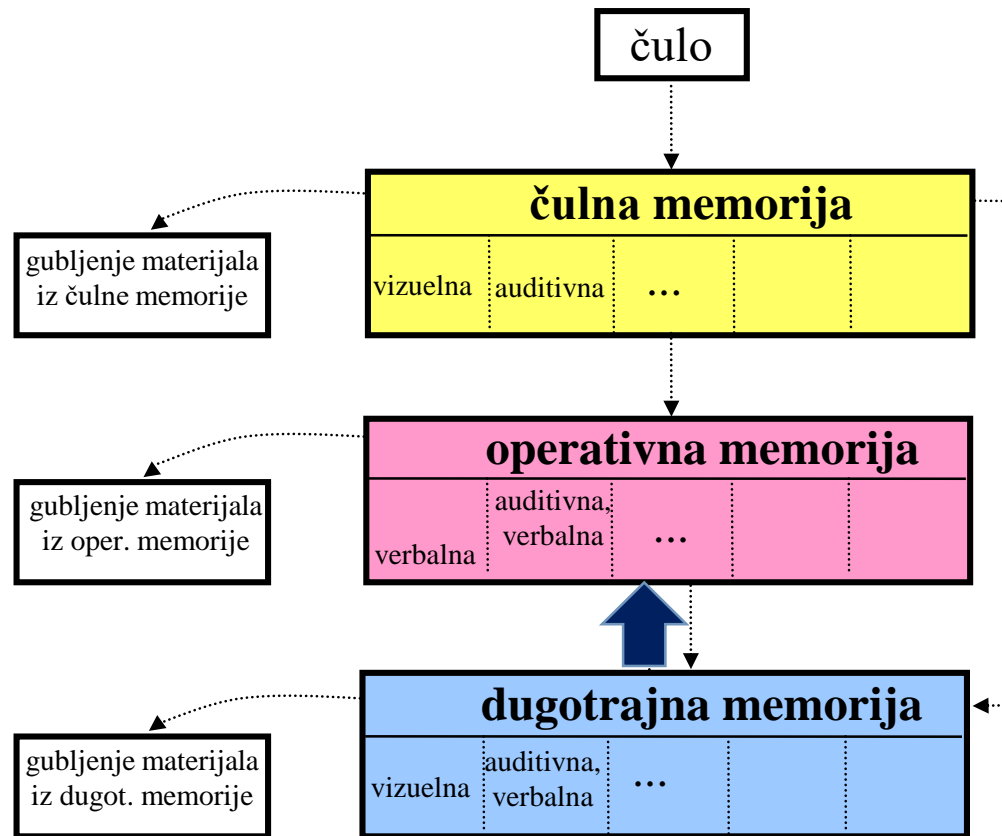 čulo
čulna memorija
gubljenje materijala
iz čulne memorije
vizuelna
auditivna
...
operativna memorija
gubljenje materijala
iz oper. memorije
verbalna
auditivna,
verbalna
...
dugotrajna memorija
gubljenje materijala
iz dugot. memorije
vizuelna
auditivna,
verbalna
...